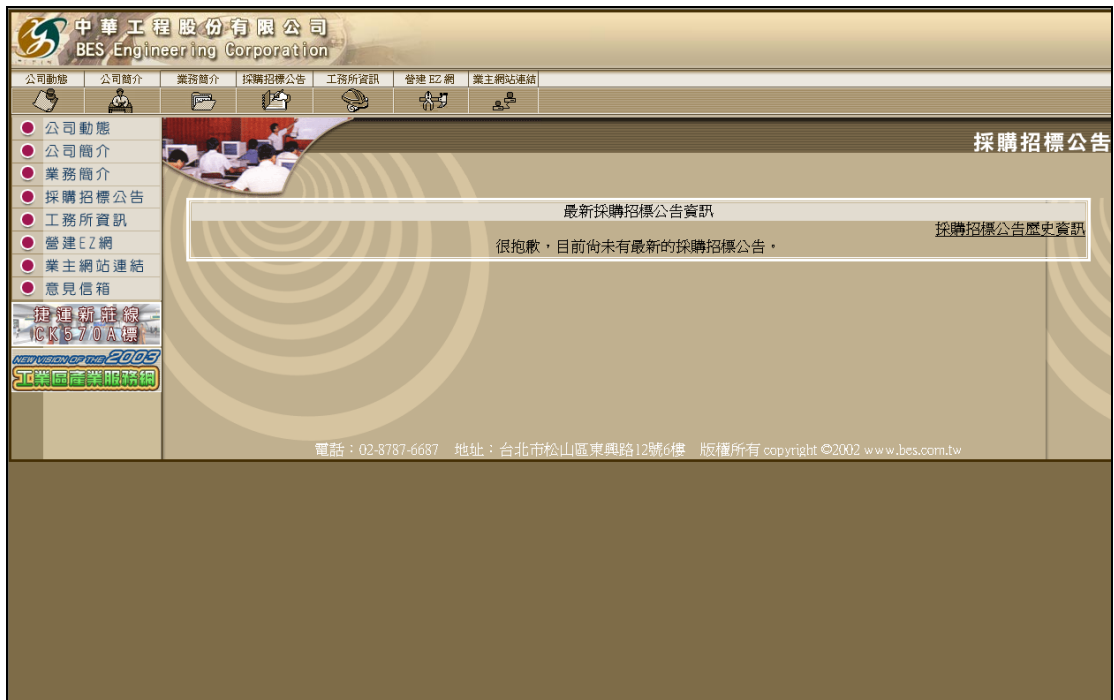 中華工程股份有限公司
BES Engineering Corporation
公司動態 公司簡介 業務簡介 採購招標公告 工務所資訊 營建EZ網 業主網站連結
公司動態
公司簡介
業務簡介
採購招標公告
工務所資訊
營建EZ網
業主網站連結
意見信箱
捷運新莊線
CK570A標
NEW VISION OF THE 2003
工業區產業服務網
採購招標公告
最新採購招標公告資訊
採購招標公告歷史資訊
很抱歉，目前尚未有最新的採購招標公告。
電話：02-8787-6687 地址：台北市松山區東興路12號6樓 版權所有 copyright ©2002 www.bes.com.tw